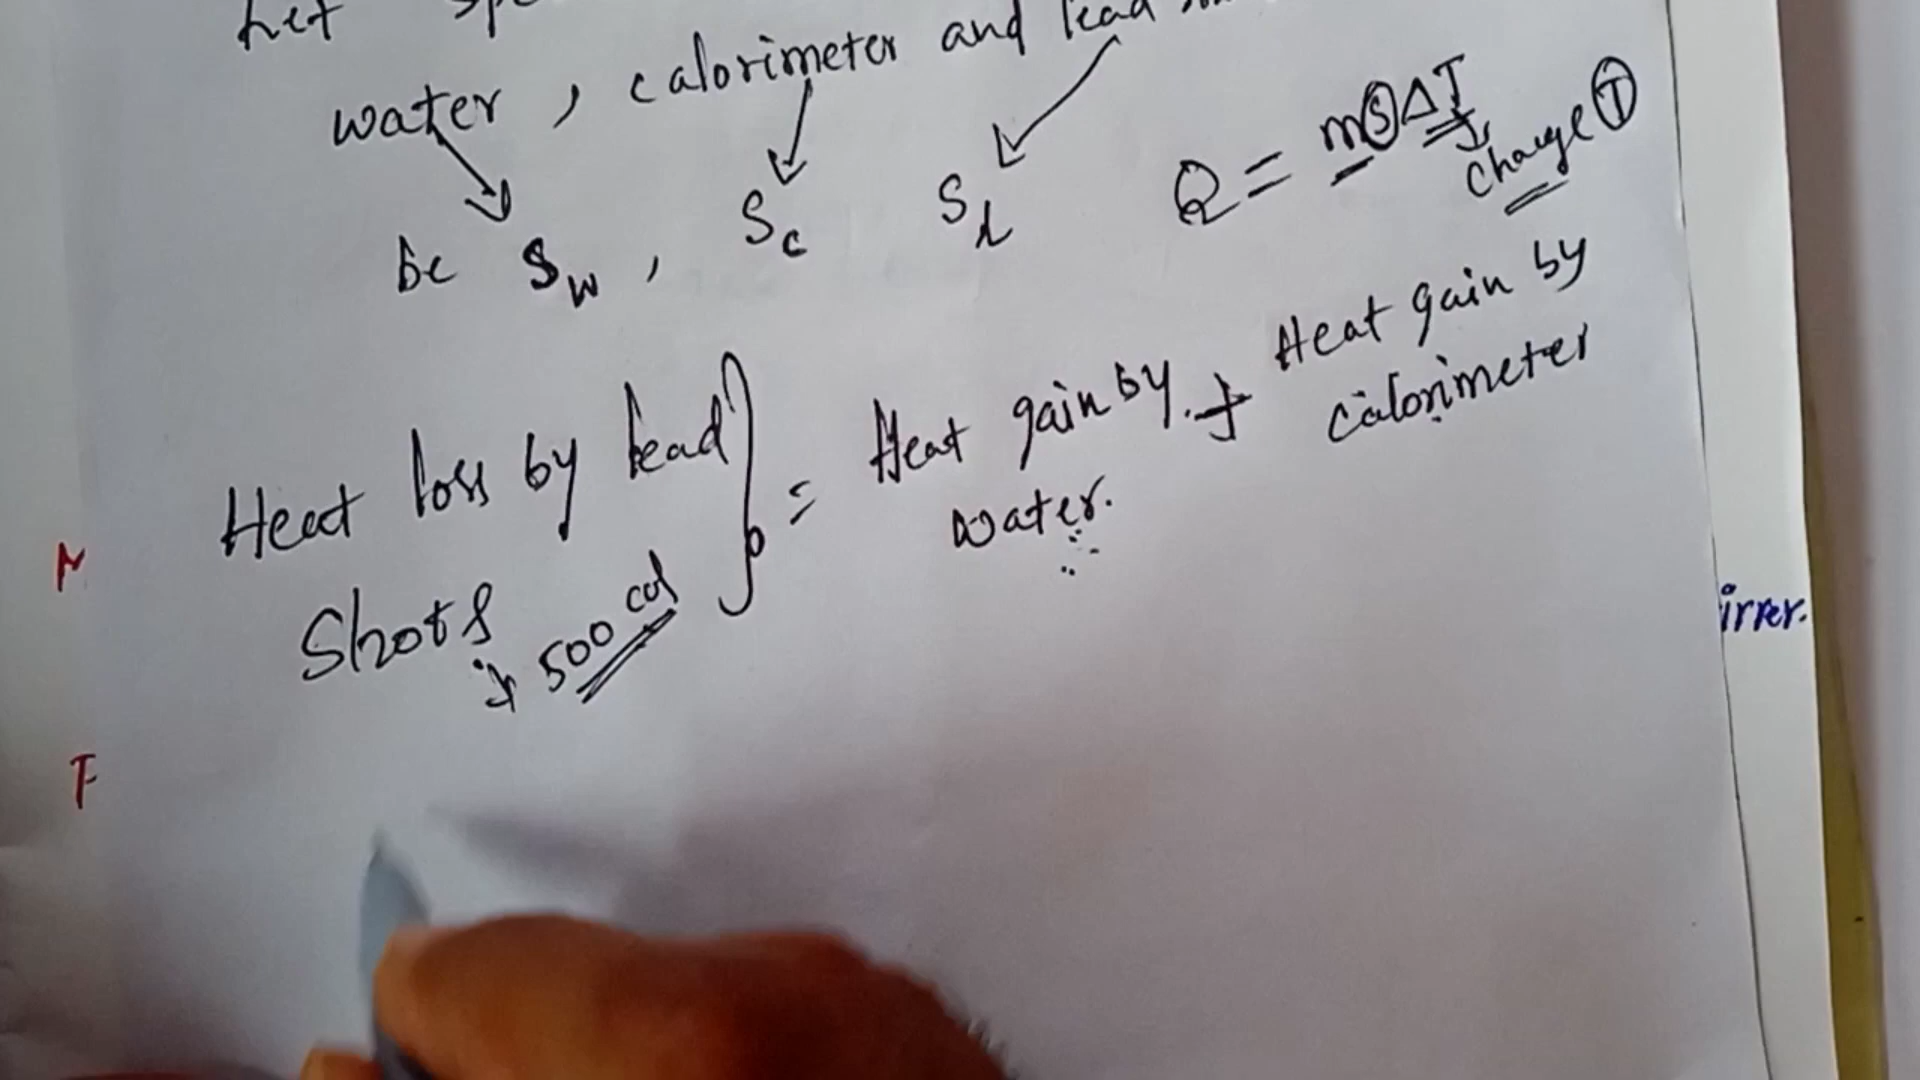 Let
water , calorimeter and lead
be Sw , Sc Sl
Q = mSΔT
Change T
Heat loss by lead Shots = Heat gain by water. + Heat gain by calorimeter
500 cal
irrer.
M
F